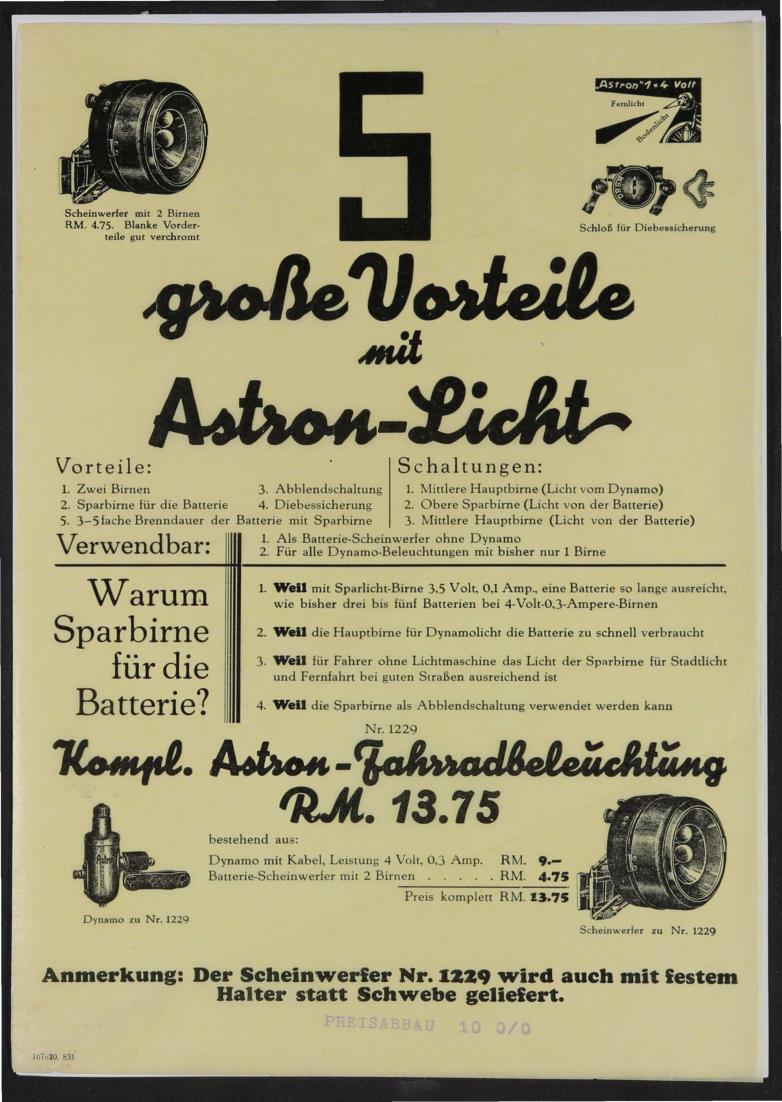 Scheinwerfer mit 2 Birnen
RM. 4.75. Blanke Vorder-
teile gut verchromt
5
„Astron" 1×4 Volt
Fernlicht
Bodenlicht
Schloß für Diebessicherung
große Vorteile
mit
Astron-Licht
Vorteile:
1. Zwei Birnen
2. Sparbirne für die Batterie
3. Abblendschaltung
4. Diebessicherung
5. 3–5fache Brenndauer der Batterie mit Sparbirne
Schaltungen:
1. Mittlere Hauptbirne (Licht vom Dynamo)
2. Obere Sparbirne (Licht von der Batterie)
3. Mittlere Hauptbirne (Licht von der Batterie)
Verwendbar:
1. Als Batterie-Scheinwerfer ohne Dynamo
2. Für alle Dynamo-Beleuchtungen mit bisher nur 1 Birne
Warum
Sparbirne
für die
Batterie?
1. Weil mit Sparlicht-Birne 3,5 Volt, 0,1 Amp., eine Batterie so lange ausreicht,
wie bisher drei bis fünf Batterien bei 4-Volt-0,3-Ampere-Birnen
2. Weil die Hauptbirne für Dynamolicht die Batterie zu schnell verbraucht
3. Weil für Fahrer ohne Lichtmaschine das Licht der Sparbirne für Stadtlicht
und Fernfahrt bei guten Straßen ausreichend ist
4. Weil die Sparbirne als Abblendschaltung verwendet werden kann
Nr. 1229
Kompl. Astron-Fahrradbeleuchtung
RM. 13.75
bestehend aus:
Dynamo mit Kabel, Leistung 4 Volt, 0,3 Amp. RM. 9.–
Batterie-Scheinwerfer mit 2 Birnen . . . . . RM. 4.75
Preis komplett RM. 13.75
Astron
Dynamo zu Nr. 1229
Scheinwerfer zu Nr. 1229
Anmerkung: Der Scheinwerfer Nr. 1229 wird auch mit festem
Halter statt Schwebe geliefert.
PREISABBAU 10 0/0
107620. 831